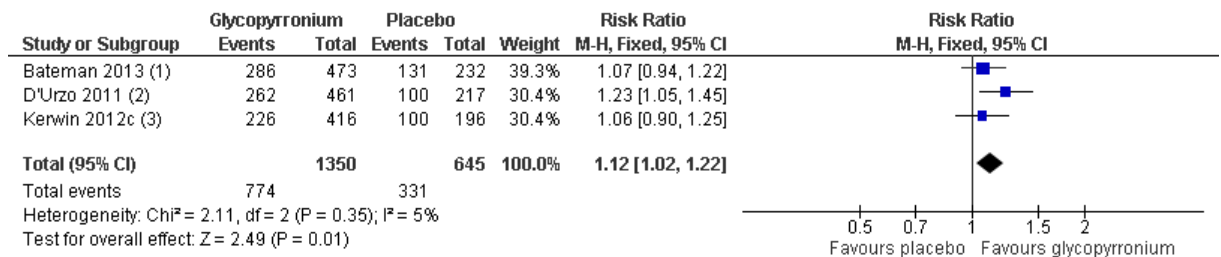 Glycopyrronium Placebo Risk Ratio Risk Ratio
Study or Subgroup Events Total Events Total Weight M-H, Fixed, 95% CI M-H, Fixed, 95% CI
Bateman 2013 (1) 286 473 131 232 39.3% 1.07 [0.94, 1.22]
D'Urzo 2011 (2) 262 461 100 217 30.4% 1.23 [1.05, 1.45]
Kerwin 2012c (3) 226 416 100 196 30.4% 1.06 [0.90, 1.25]
Total (95% CI) 1350 645 100.0% 1.12 [1.02, 1.22]
Total events 774 331
Heterogeneity: Chi² = 2.11, df = 2 (P = 0.35); I² = 5%
Test for overall effect: Z = 2.49 (P = 0.01)
0.5 0.7 1 1.5 2
Favours placebo Favours glycopyrronium